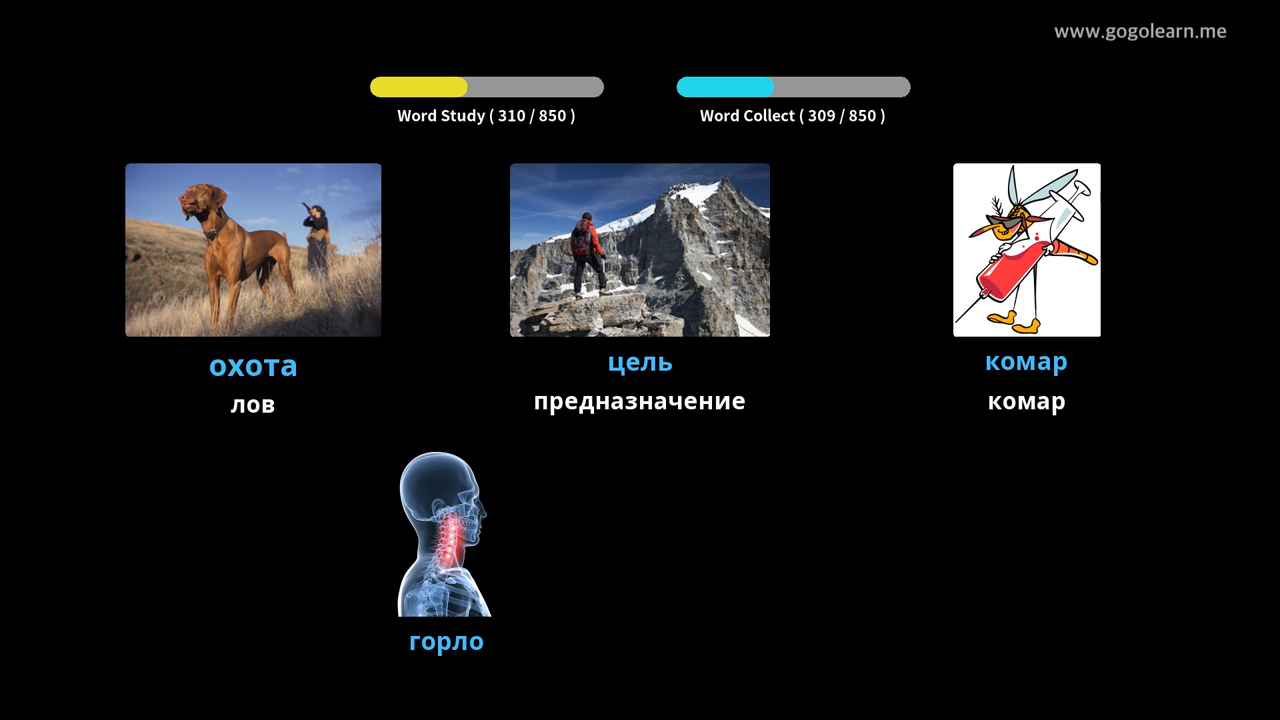 www.gogolearn.me
Word Study ( 310 / 850 )
Word Collect ( 309 / 850 )
охота
лов
цель
предназначение
комар
комар
горло